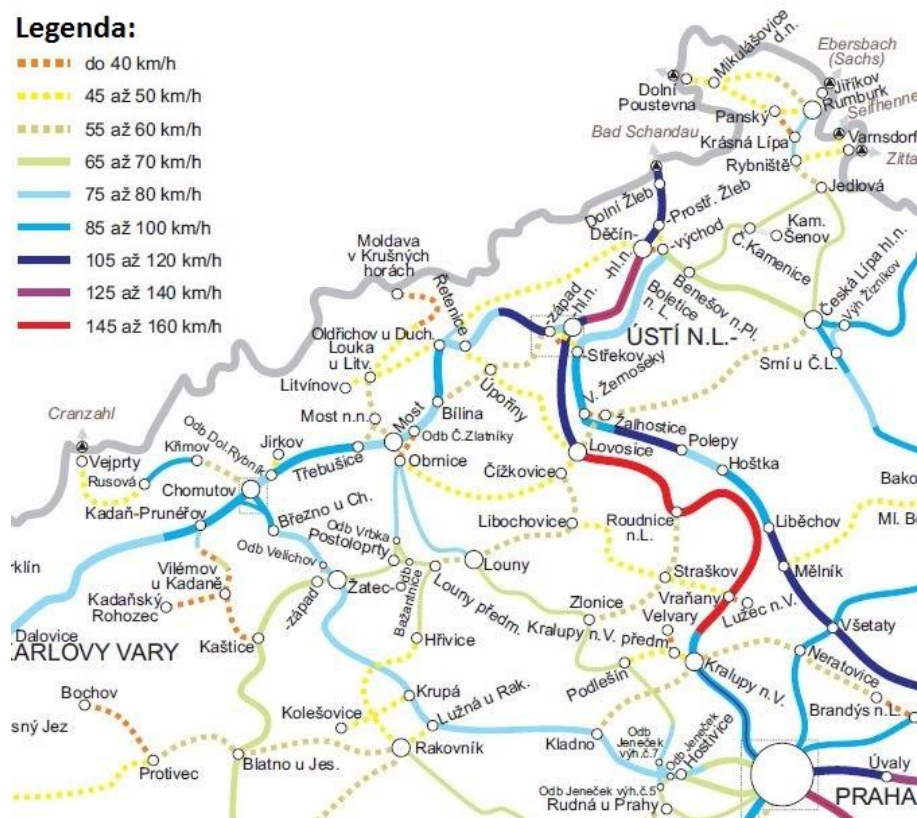 Legenda:
do 40 km/h
45 až 50 km/h
55 až 60 km/h
65 až 70 km/h
75 až 80 km/h
85 až 100 km/h
105 až 120 km/h
125 až 140 km/h
145 až 160 km/h
Mikulášovice
d.n.
Ebersbach
(Sachs)
Dolní
Poustevna
Jiříkov
Rumburk
Panský
Bad Schandau
Krásná Lípa
Varnsdorf
Rybniště
Zitta
Jedlová
Dolní Žleb
Prostř. Žleb
Děčín-
-hl.n.
-východ
Kam.
Šenov
Č. Kamenice
Moldava
v Krušných
horách
Benešov n.Pl.
Boletice
n. L.
Česká Lípa hl.n.
Výh Žizníkov
Řetenice
-západ
hl.n.
ÚSTÍ N.L.-
Oldřichov u Duch.
Střekov
Srní u Č.L.
Louka
u Litv.
Litvínov
Úpořiny
V. Žernoseky
Cranzahl
Most n.n.
Most
Bílina
Žalhostice
Odb Dol.Rybník
Křimov
Jirkov
Odb Č.Zlatníky
Lovosice
Polepy
Vejprty
Rusová
Třebušice
Obrnice
Čížkovice
Hoštka
Chomutov
Kadaň-Prunéřov
Březno u Ch.
Libochovice
Roudnice
n.L.
Liběchov
Bako
Ml. B
Odb Vrbka
Postoloprty
Odb Velichov
Vilémov
u Kadaně
Louny
Straškov
Mělník
Žatec-
-západ
Odb
Bažantnice
Louny předm.
Kadaňský
Rohozec
Zlonice
Vraňany
Lužec n.V.
Velvary
Kralupy n.V. předm.
Všetaty
Dalovice
KARLOVY VARY
Kaštice
Hřivice
Neratovice
Podlešín
Kralupy n.V.
Bochov
Krupá
Lužná u Rak.
Kolešovice
Brandýs n.L.
sný Jez
Kladno
Odb
Jeneček
výh.č.7
Odb Jeneček
Hostivice
Rakovník
Protivec
Blatno u Jes.
Odb Jeneček výh.č.5
Rudná u Prahy
Úvaly
PRAHA